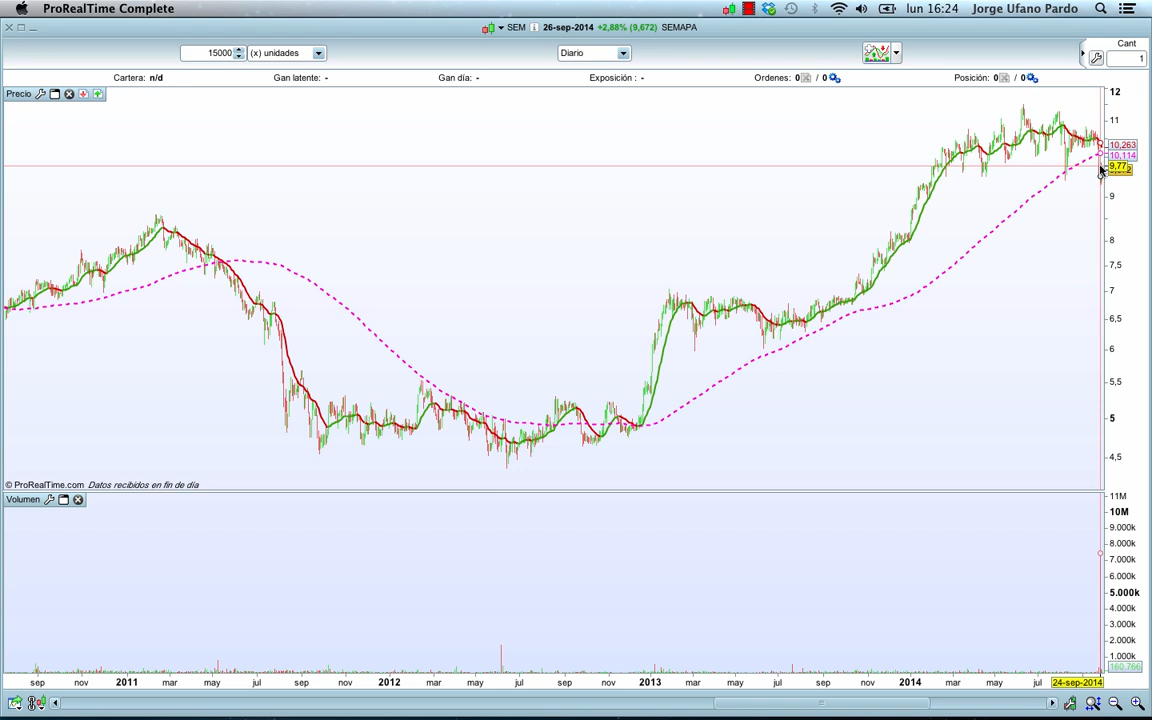 ProRealTime Complete
lun 16:24 Jorge Ufano Pardo
SEM 26-sep-2014 +2,88% (9,672) SEMAPA
15000 (x) unidades Diario Cant
1
Cartera: n/d Gan latente: - Gan día: - Exposición : - Ordenes: 0 / 0 Posición: 0 / 0
Precio
12
11
10,263
10,114
9,77
9
8
7,5
7
6,5
6
5,5
5
4,5
© ProRealTime.com Datos recibidos en fin de día
Volumen
11M
10M
9.000k
8.000k
7.000k
6.000k
5.000k
4.000k
3.000k
2.000k
1.000k
160.766
sep nov 2011 mar may jul sep nov 2012 mar may jul sep nov 2013 mar may jul sep nov 2014 mar may jul 24-sep-2014